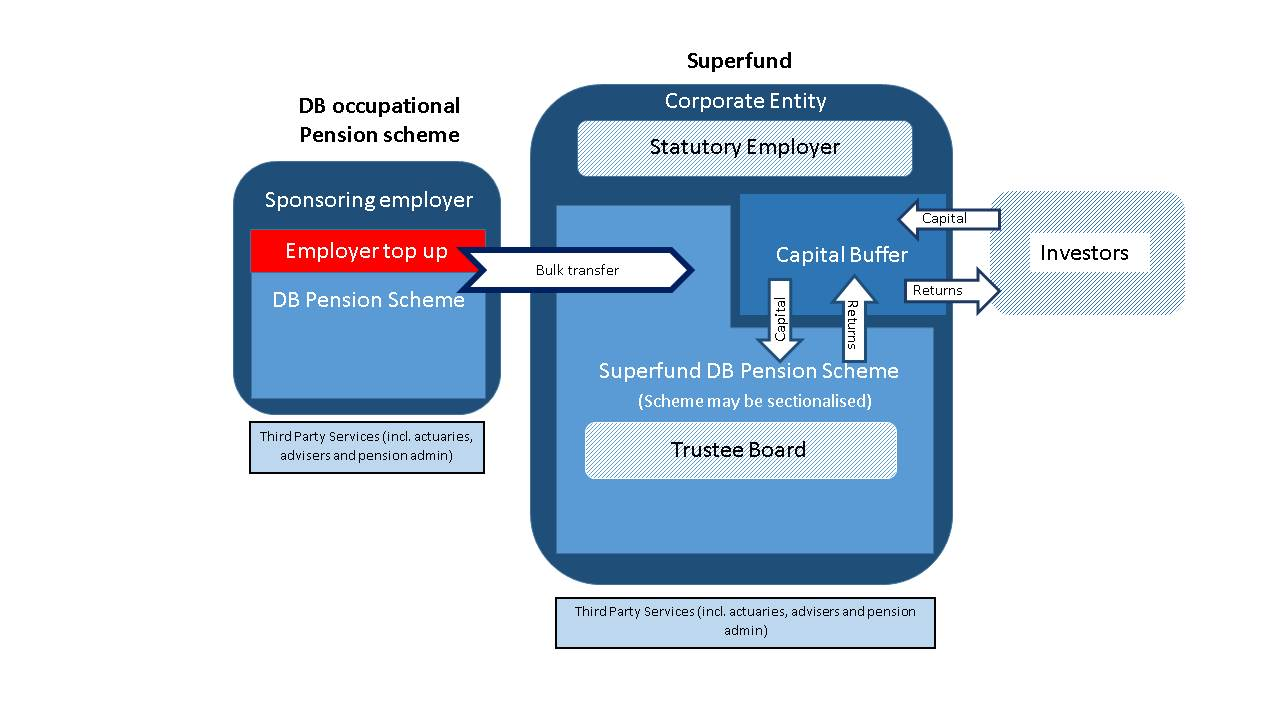 Superfund
DB occupational
Pension scheme
Corporate Entity
Statutory Employer
Sponsoring employer
Employer top up
DB Pension Scheme
Bulk transfer
Capital Buffer
Capital
Returns
Investors
Capital
Returns
Superfund DB Pension Scheme
(Scheme may be sectionalised)
Trustee Board
Third Party Services (incl. actuaries,
advisers and pension admin)
Third Party Services (incl. actuaries, advisers and pension
admin)